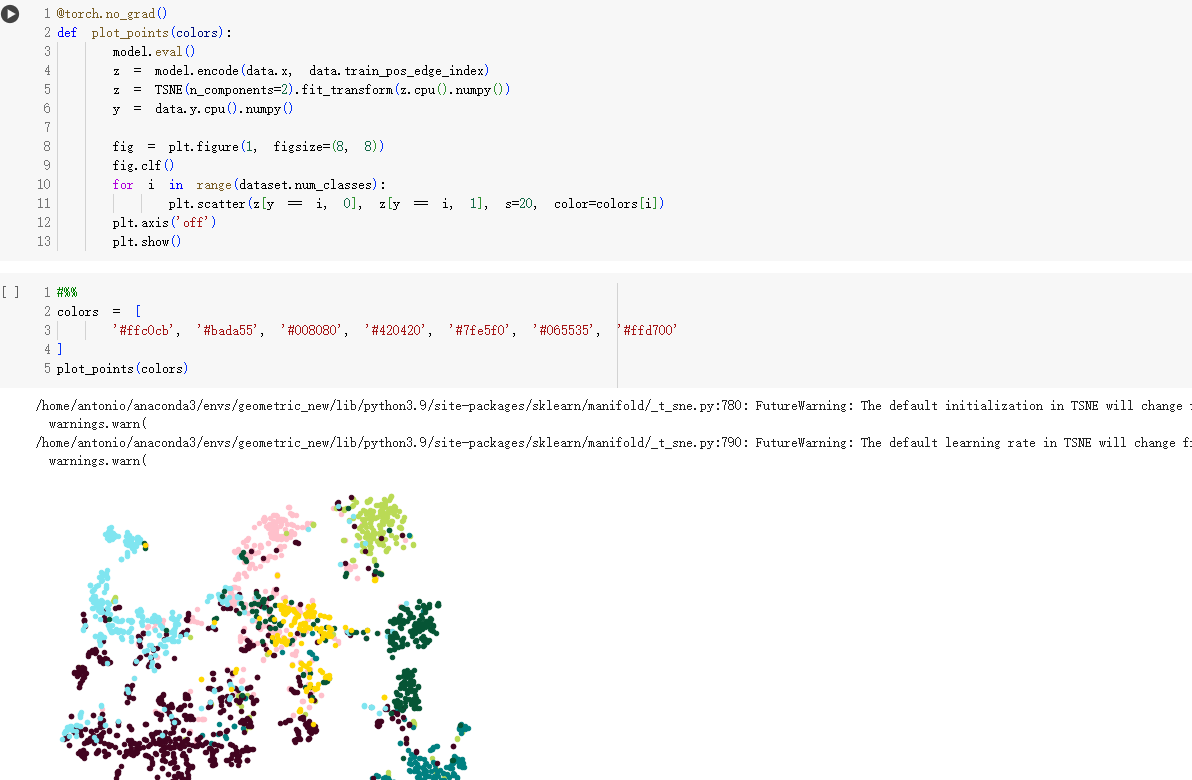 1 @torch.no_grad()
2 def plot_points(colors):
3 model.eval()
4 z = model.encode(data.x, data.train_pos_edge_index)
5 z = TSNE(n_components=2).fit_transform(z.cpu().numpy())
6 y = data.y.cpu().numpy()
7
8 fig = plt.figure(1, figsize=(8, 8))
9 fig.clf()
10 for i in range(dataset.num_classes):
11 plt.scatter(z[y == i, 0], z[y == i, 1], s=20, color=colors[i])
12 plt.axis('off')
13 plt.show()
[ ] 1 #%%
2 colors = [
3 '#ffc0cb', '#bada55', '#008080', '#420420', '#7fe5f0', '#065535', '#ffd700'
4 ]
5 plot_points(colors)
/home/antonio/anaconda3/envs/geometric_new/lib/python3.9/site-packages/sklearn/manifold/_t_sne.py:780: FutureWarning: The default initialization in TSNE will change
warnings.warn(
/home/antonio/anaconda3/envs/geometric_new/lib/python3.9/site-packages/sklearn/manifold/_t_sne.py:790: FutureWarning: The default learning rate in TSNE will change
warnings.warn(